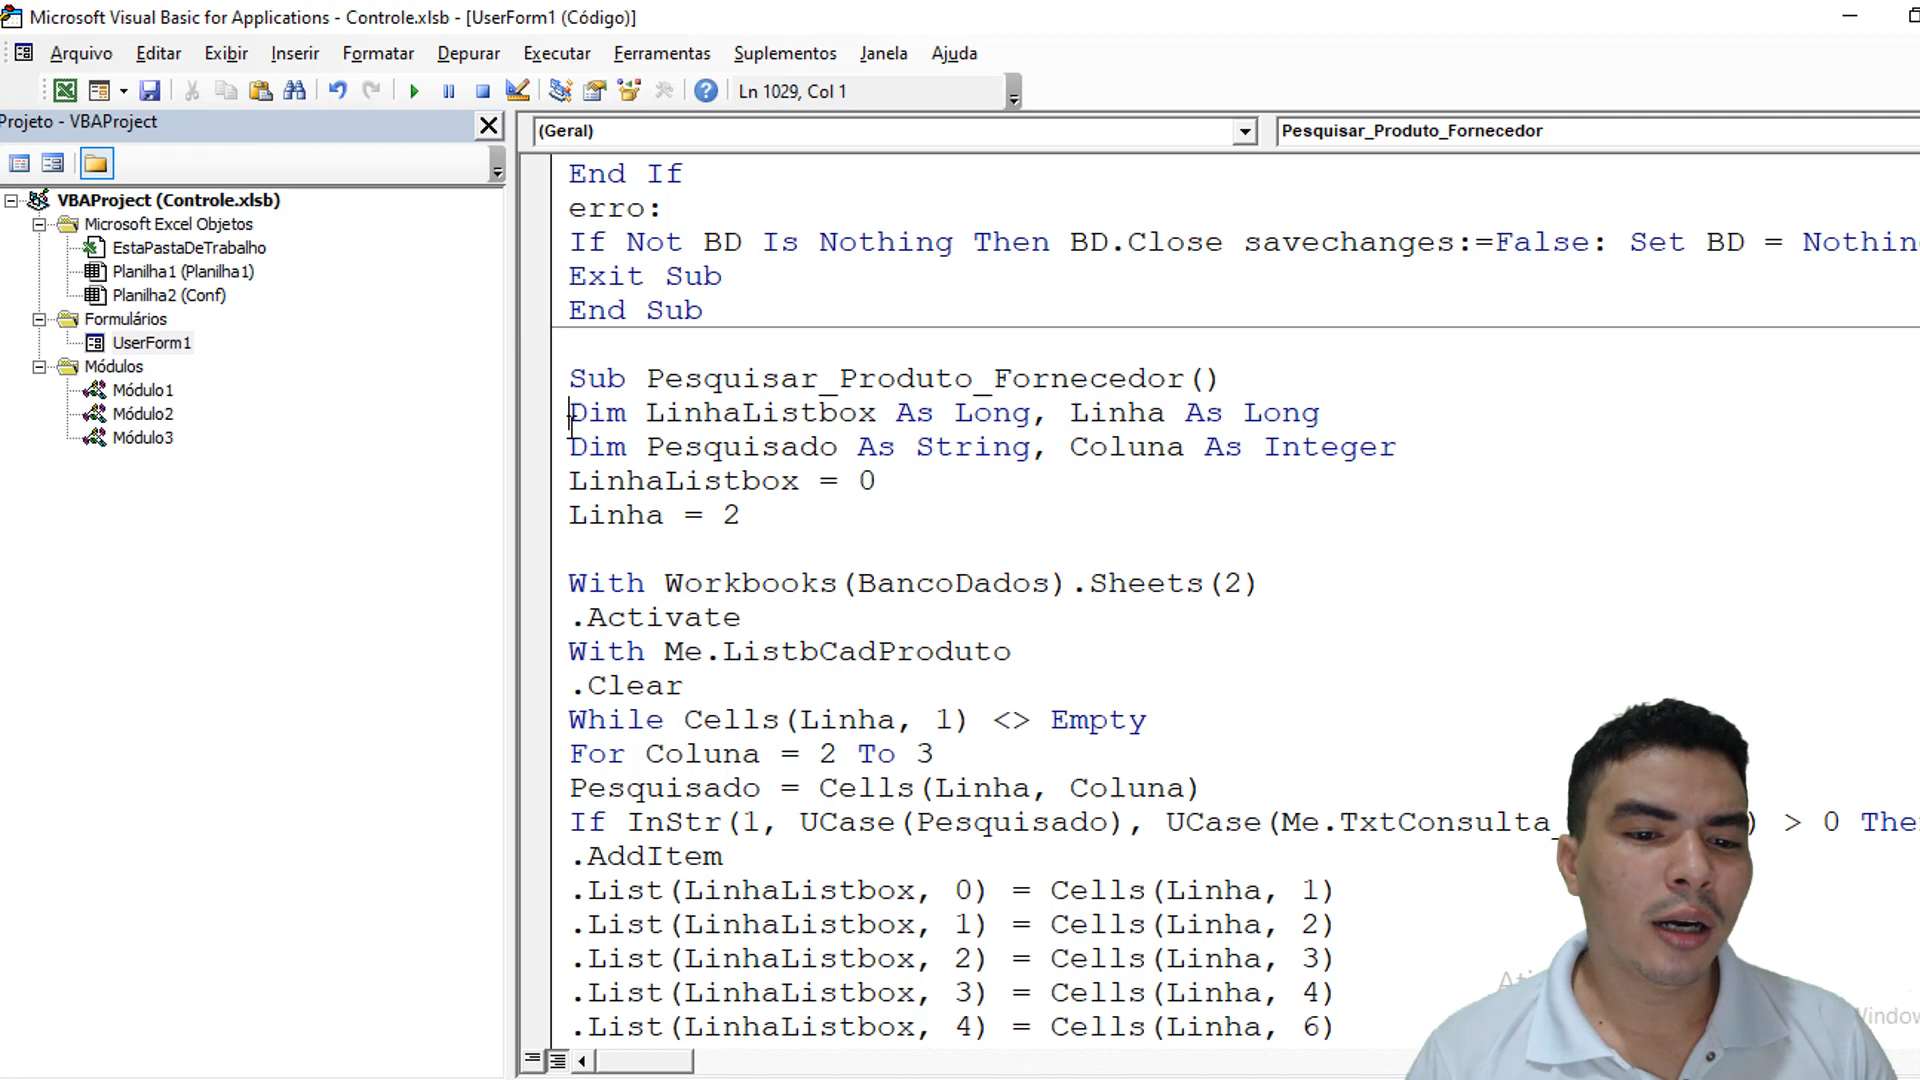 Microsoft Visual Basic for Applications - Controle.xlsb - [UserForm1 (Código)]
Arquivo Editar Exibir Inserir Formatar Depurar Executar Ferramentas Suplementos Janela Ajuda
Ln 1029, Col 1
Projeto - VBAProject
(Geral)
Pesquisar_Produto_Fornecedor
VBAProject (Controle.xlsb)
Microsoft Excel Objetos
EstaPastaDeTrabalho
Planilha1 (Planilha1)
Planilha2 (Conf)
Formulários
UserForm1
Módulos
Módulo1
Módulo2
Módulo3
End If
erro:
If Not BD Is Nothing Then BD.Close savechanges:=False: Set BD = Nothin
Exit Sub
End Sub
Sub Pesquisar_Produto_Fornecedor()
Dim LinhaListbox As Long, Linha As Long
Dim Pesquisado As String, Coluna As Integer
LinhaListbox = 0
Linha = 2
With Workbooks(BancoDados).Sheets(2)
.Activate
With Me.ListbCadProduto
.Clear
While Cells(Linha, 1) <> Empty
For Coluna = 2 To 3
Pesquisado = Cells(Linha, Coluna)
If InStr(1, UCase(Pesquisado), UCase(Me.TxtConsulta_ ) > 0 The
.AddItem
.List(LinhaListbox, 0) = Cells(Linha, 1)
.List(LinhaListbox, 1) = Cells(Linha, 2)
.List(LinhaListbox, 2) = Cells(Linha, 3)
.List(LinhaListbox, 3) = Cells(Linha, 4)
.List(LinhaListbox, 4) = Cells(Linha, 6)